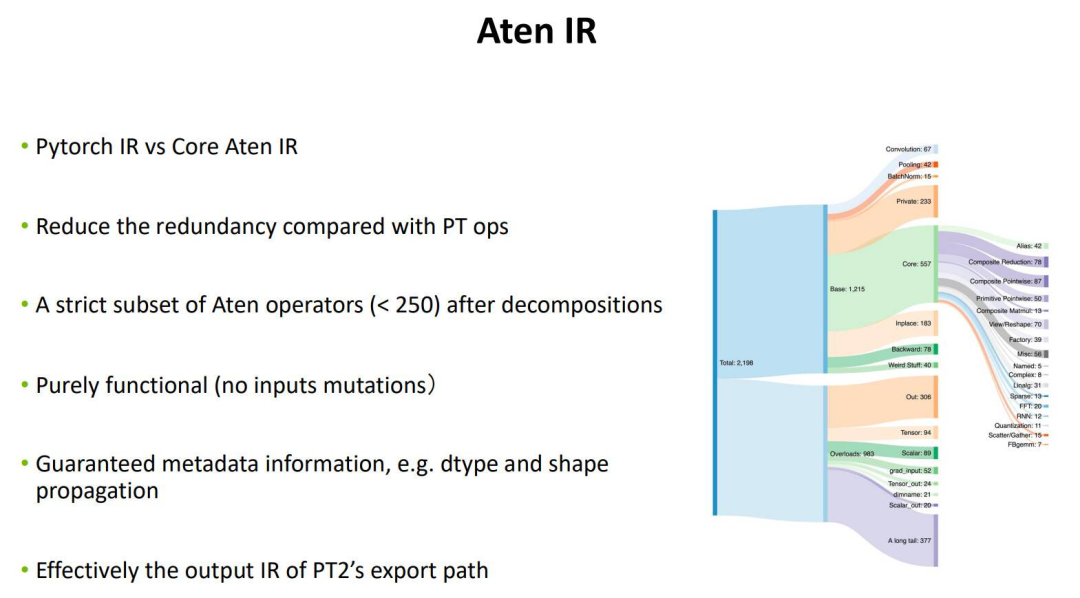 Aten IR
• Pytorch IR vs Core Aten IR
• Reduce the redundancy compared with PT ops
• A strict subset of Aten operators (< 250) after decompositions
• Purely functional (no inputs mutations）
• Guaranteed metadata information, e.g. dtype and shape
propagation
• Effectively the output IR of PT2’s export path
Total: 2,198
Base: 1,215
Overloads: 983
Convolution: 67
Pooling: 42
BatchNorm: 15
Private: 233
Core: 557
Inplace: 183
Backward: 78
Weird Stuff: 40
Out: 306
Tensor: 94
Scalar: 89
grad_input: 52
Tensor_out: 24
dimname: 21
Scalar_out: 20
A long tail: 377
Alias: 42
Composite Reduction: 78
Composite Pointwise: 87
Primitive Pointwise: 50
Composite Matmul: 13
View/Reshape: 70
Factory: 39
Misc: 56
Named: 5
Complex: 6
Linalg: 31
Sparse: 13
FFT: 20
RNN: 12
Quantization: 11
Scatter/Gather: 15
FBgemm: 7